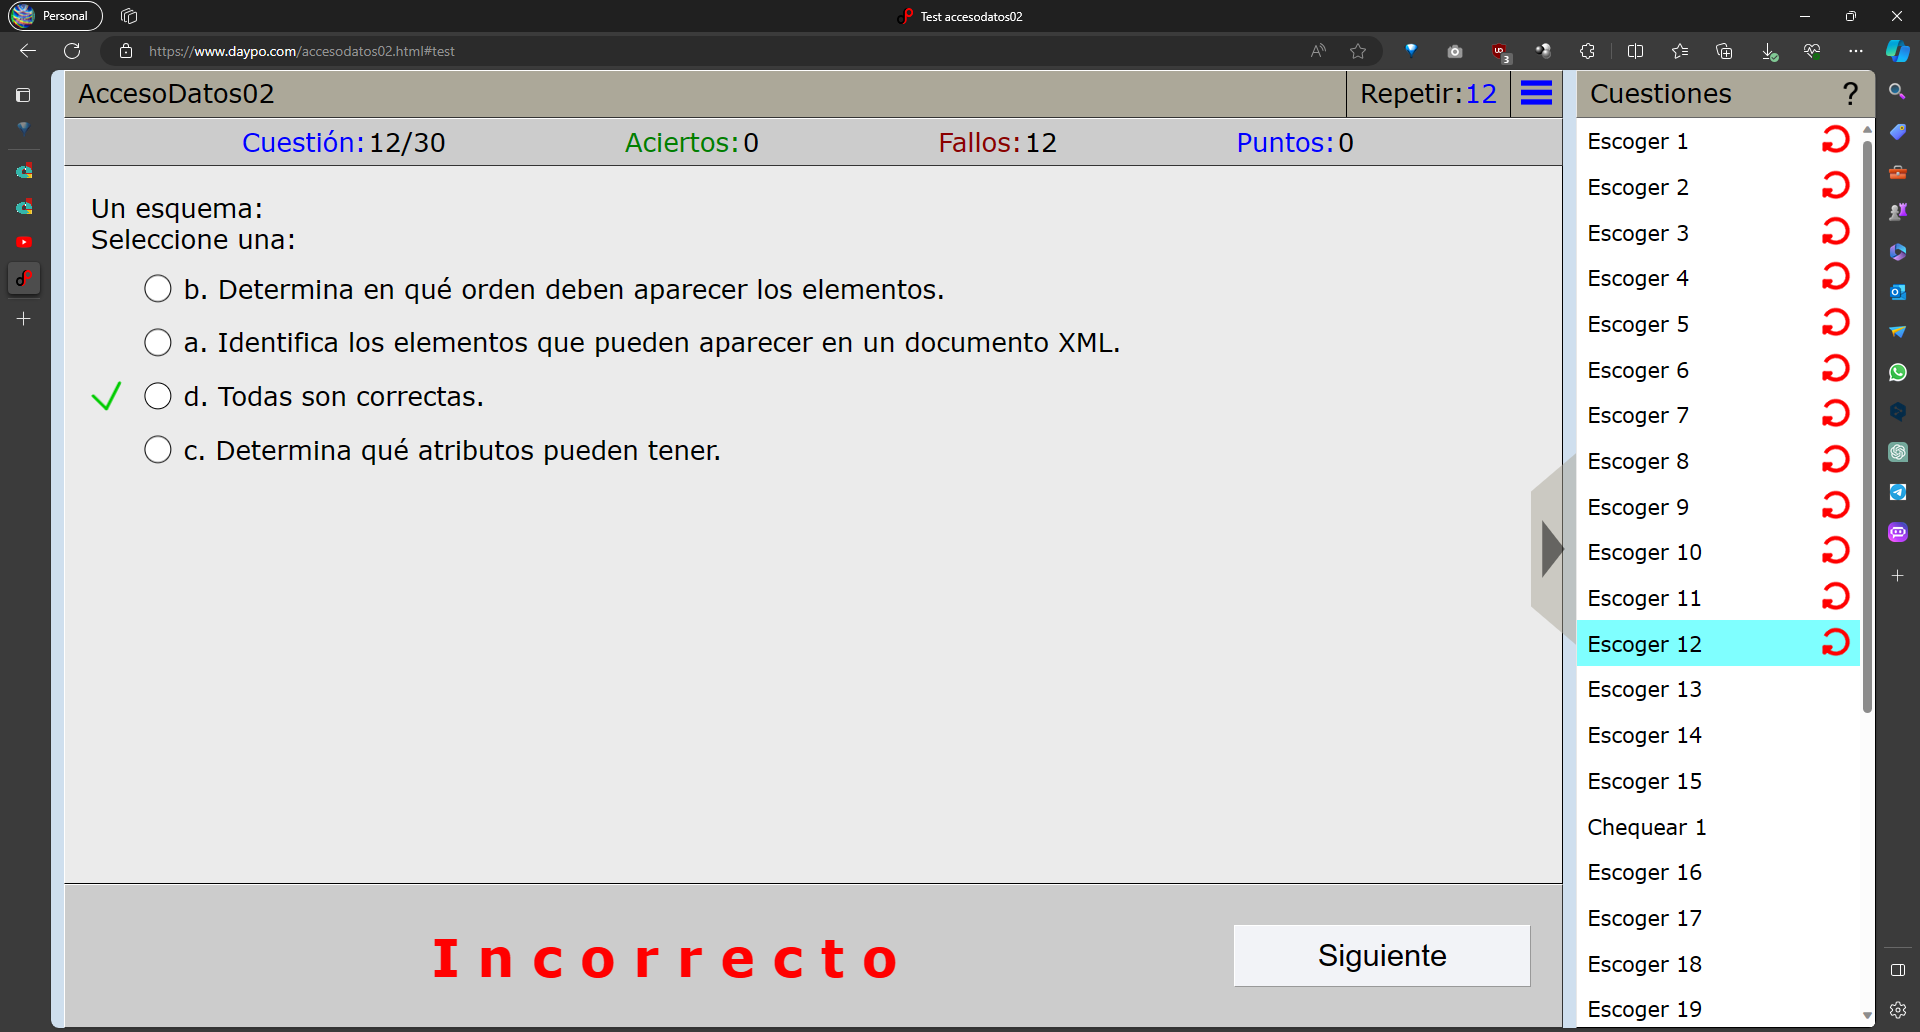 Personal
Test accesodatos02
https://www.daypo.com/accesodatos02.html#test
3
AccesoDatos02
Repetir:12
Cuestión:12/30
Aciertos:0
Fallos:12
Puntos:0
Un esquema:
Seleccione una:
b. Determina en qué orden deben aparecer los elementos.
a. Identifica los elementos que pueden aparecer en un documento XML.
d. Todas son correctas.
c. Determina qué atributos pueden tener.
Incorrecto
Siguiente
Cuestiones ?
Escoger 1
Escoger 2
Escoger 3
Escoger 4
Escoger 5
Escoger 6
Escoger 7
Escoger 8
Escoger 9
Escoger 10
Escoger 11
Escoger 12
Escoger 13
Escoger 14
Escoger 15
Chequear 1
Escoger 16
Escoger 17
Escoger 18
Escoger 19